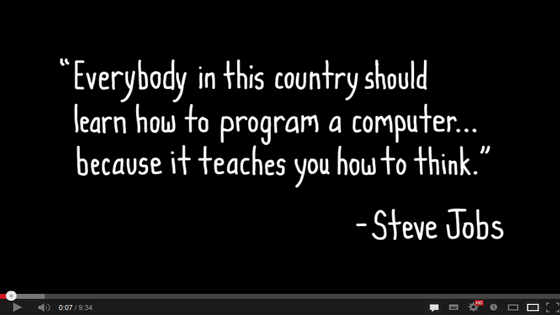 “Everybody in this country should
learn how to program a computer...
because it teaches you how to think.”
-Steve Jobs
0:07 / 9:34
HD